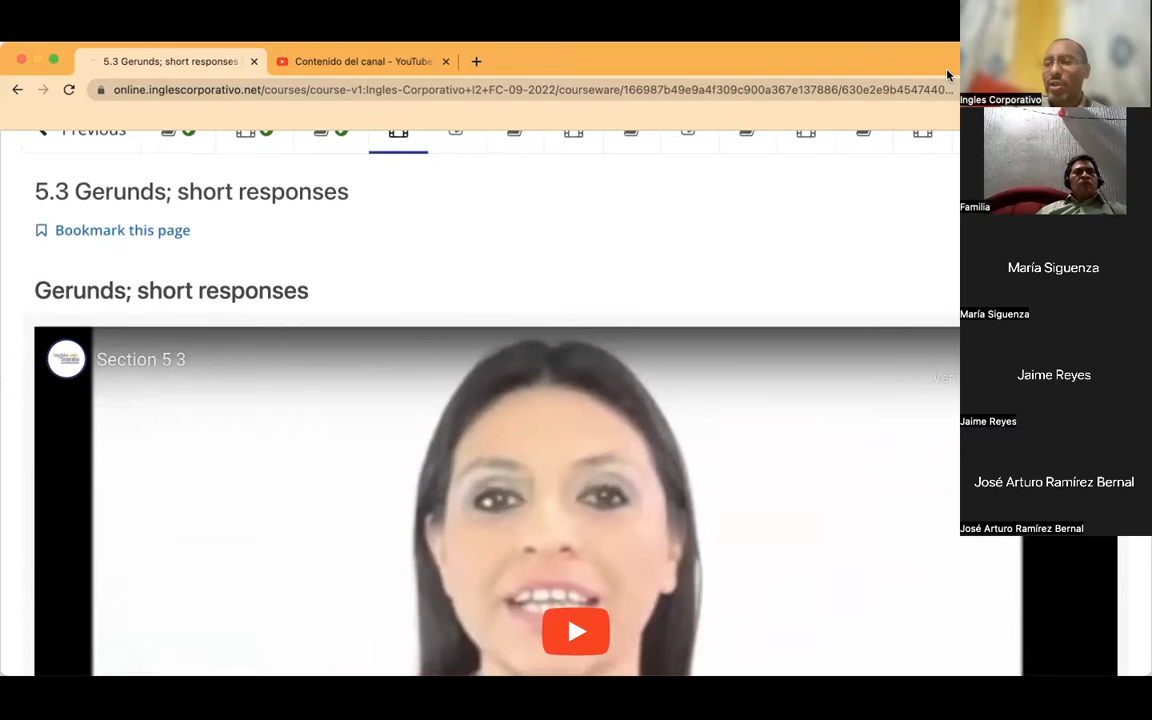 5.3 Gerunds; short responses
Contenido del canal - YouTube
online.inglescorporativo.net/courses/course-v1:Ingles-Corporativo+I2+FC-09-2022/courseware/166987b49e9a4f309c900a367e137886/630e2e9b4547440...
Previous
5.3 Gerunds; short responses
Bookmark this page
Gerunds; short responses
Section 5 3
Ver
Ingles Corporativo
Familia
María Siguenza
María Siguenza
Jaime Reyes
Jaime Reyes
José Arturo Ramírez Bernal
José Arturo Ramírez Bernal